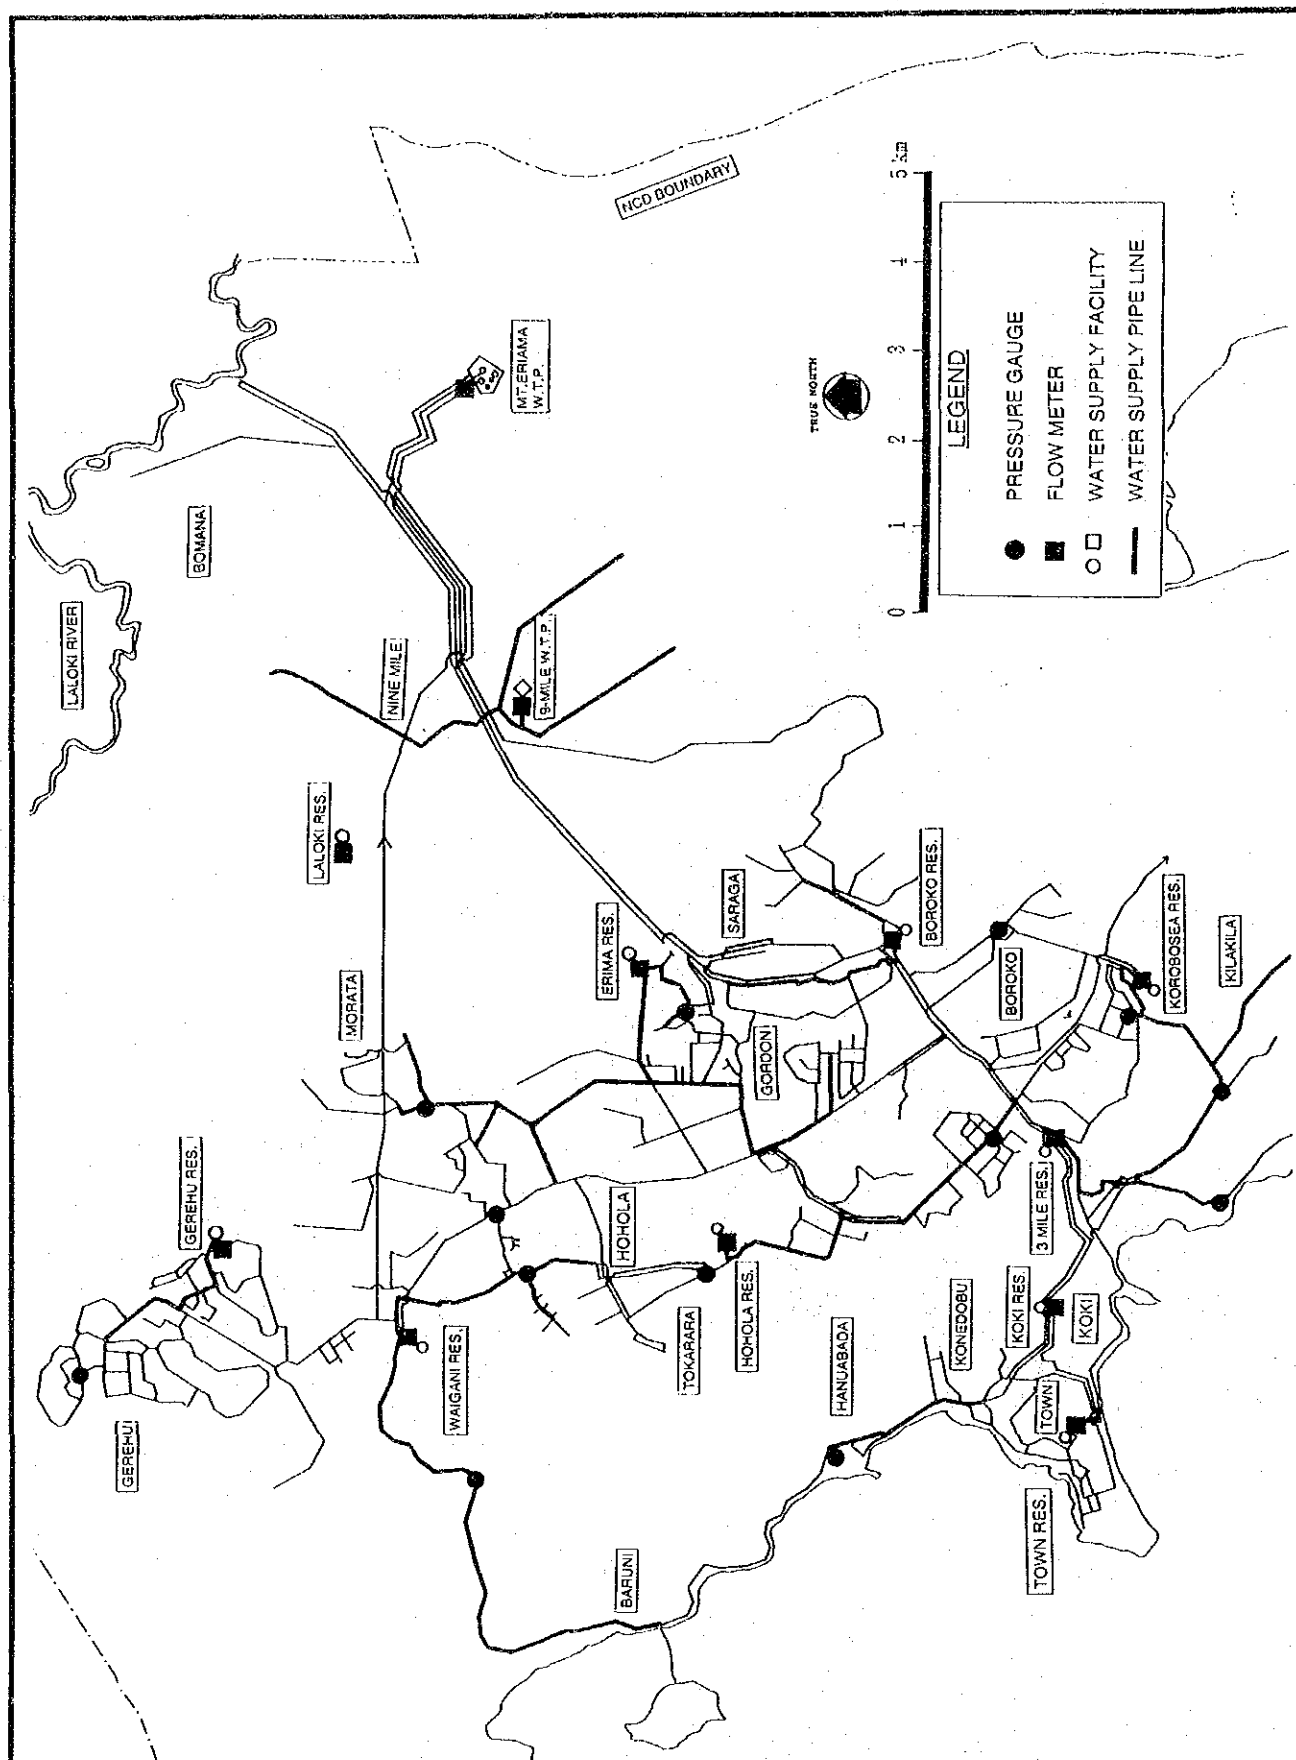 LALOKI RIVER
BOMANA
NCD BOUNDARY
MT.ERIAMA
W.T.P.
NINE MILE
9-MILE W.T.P.
LALOKI RES.
MORATA
ERIMA RES.
SARAGA
BOROKO RES.
GORDON
BOROKO
KOROBOSEA RES.
KILAKILA
GEREHU RES.
GEREHU
WAIGANI RES.
HOHOLA
TOKARARA
HOHOLA RES.
HANUABADA
KONEDOBU
3 MILE RES.
KOKI RES.
KOKI
TOWN
TOWN RES.
BARUNI
TRUE NORTH
0 1 2 3 4 5 km
LEGEND
PRESSURE GAUGE
FLOW METER
WATER SUPPLY FACILITY
WATER SUPPLY PIPE LINE